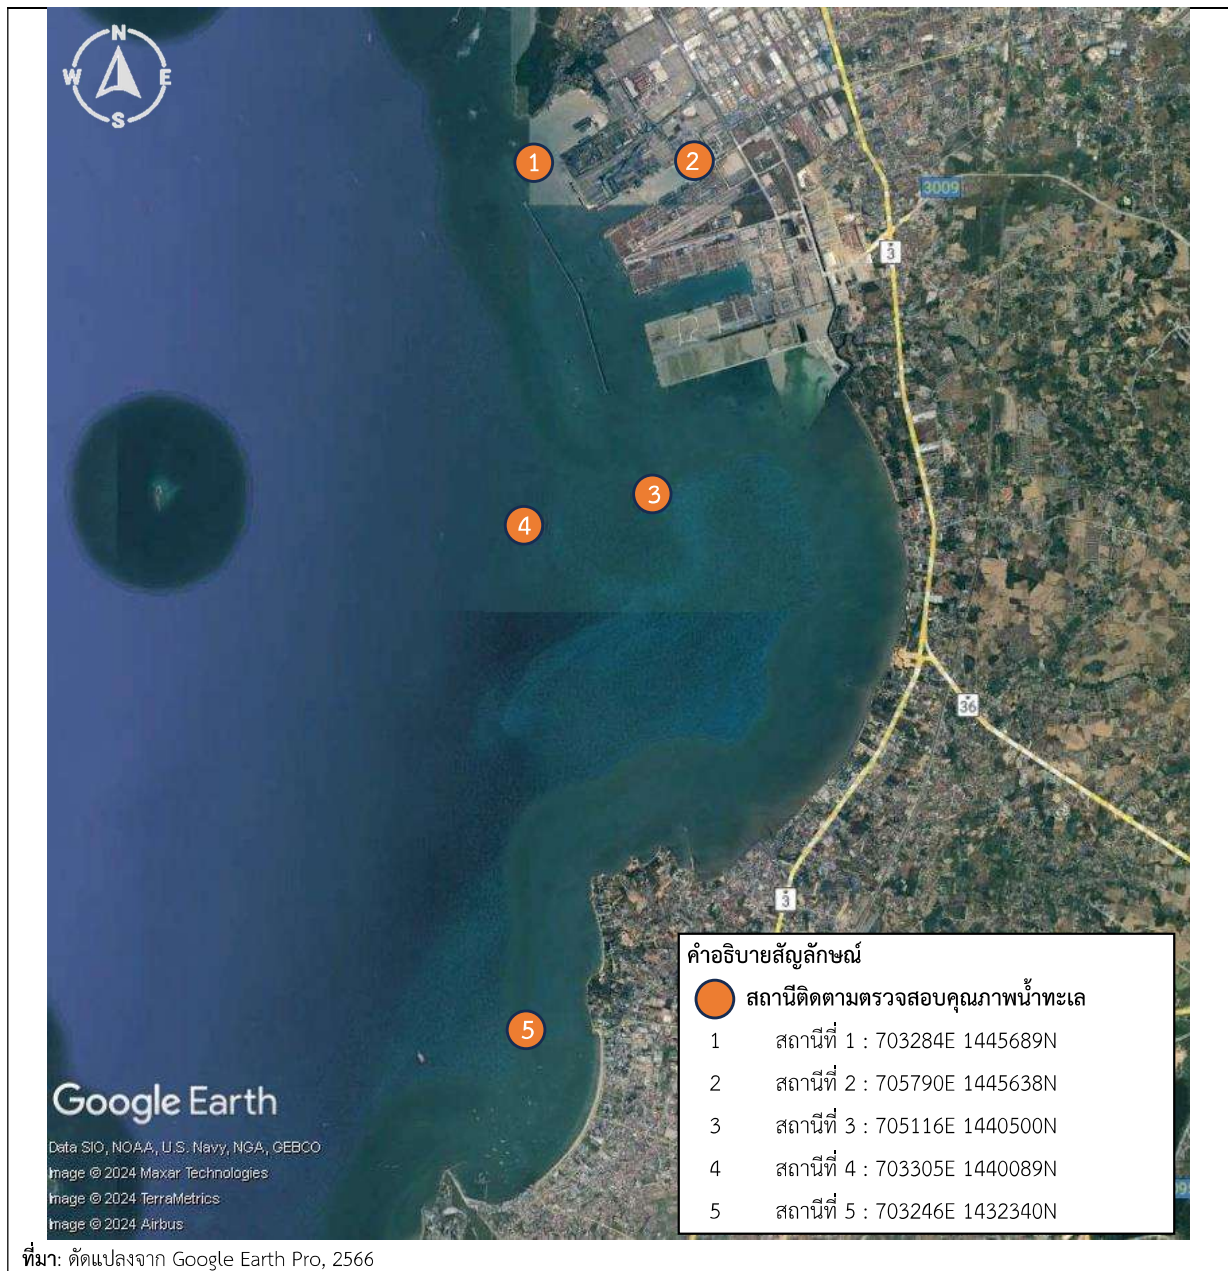 N
W E
S
1
2
3009
3
3
4
36
3
5
คำอธิบายสัญลักษณ์
สถานีติดตามตรวจสอบคุณภาพน้ำทะเล
1 สถานีที่ 1 : 703284E 1445689N
2 สถานีที่ 2 : 705790E 1445638N
3 สถานีที่ 3 : 705116E 1440500N
4 สถานีที่ 4 : 703305E 1440089N
5 สถานีที่ 5 : 703246E 1432340N
Google Earth
Data SIO, NOAA, U.S. Navy, NGA, GEBCO
Image © 2024 Maxar Technologies
Image © 2024 TerraMetrics
Image © 2024 Airbus
ที่มา: ดัดแปลงจาก Google Earth Pro, 2566